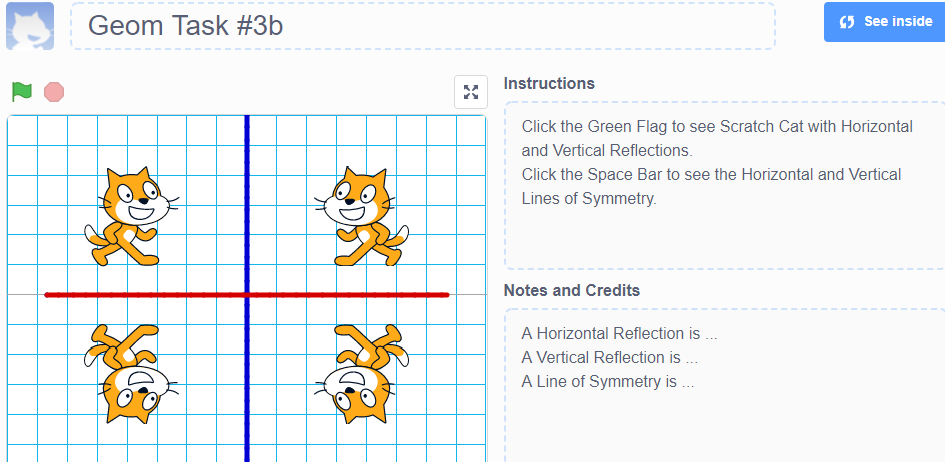 Geom Task #3b
See inside
Instructions
Click the Green Flag to see Scratch Cat with Horizontal
and Vertical Reflections.
Click the Space Bar to see the Horizontal and Vertical
Lines of Symmetry.
Notes and Credits
A Horizontal Reflection is ...
A Vertical Reflection is ...
A Line of Symmetry is ...